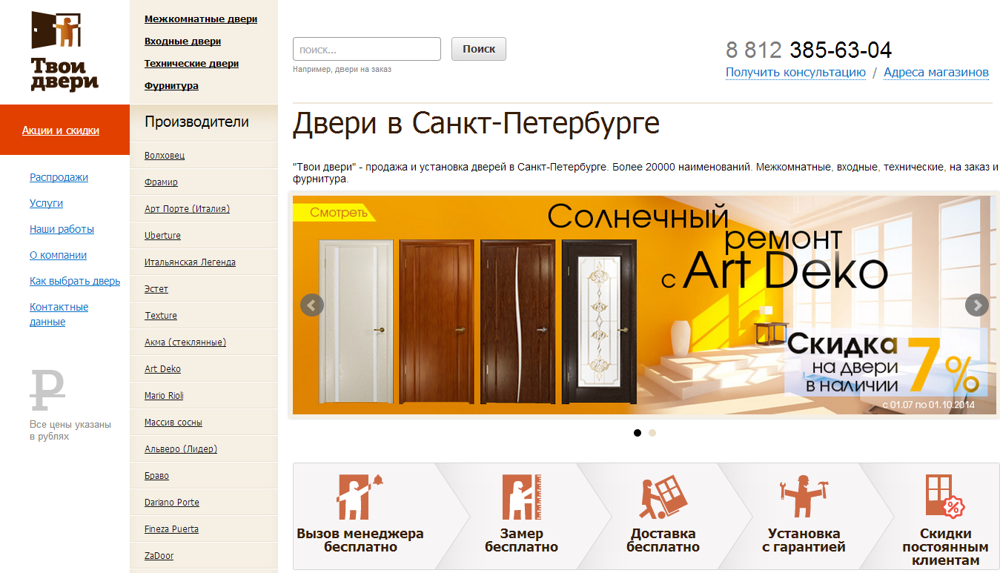 Твои
двери
Акции и скидки
Распродажи
Услуги
Наши работы
О компании
Как выбрать дверь
Контактные
данные
Все цены указаны
в рублях
Межкомнатные двери
Входные двери
Технические двери
Фурнитура
Производители
Волховец
Фрамир
Арт Порте (Италия)
Uberture
Итальянская Легенда
Эстет
Texture
Акма (стеклянные)
Art Deko
Mario Rioli
Массив сосны
Альверо (Лидер)
Браво
Dariano Porte
Fineza Puerta
ZaDoor
поиск...
Поиск
Например, двери на заказ
8 812 385-63-04
Получить консультацию / Адреса магазинов
Двери в Санкт-Петербурге
"Твои двери" - продажа и установка дверей в Санкт-Петербурге. Более 20000 наименований. Межкомнатные, входные, технические, на заказ и
фурнитура.
Смотреть
Солнечный
ремонт
с Art Deko
Скидка
на двери
в наличии
7%
с 01.07 по 01.10.2014
Вызов менеджера
бесплатно
Замер
бесплатно
Доставка
бесплатно
Установка
с гарантией
%
Скидки
постоянным
клиентам